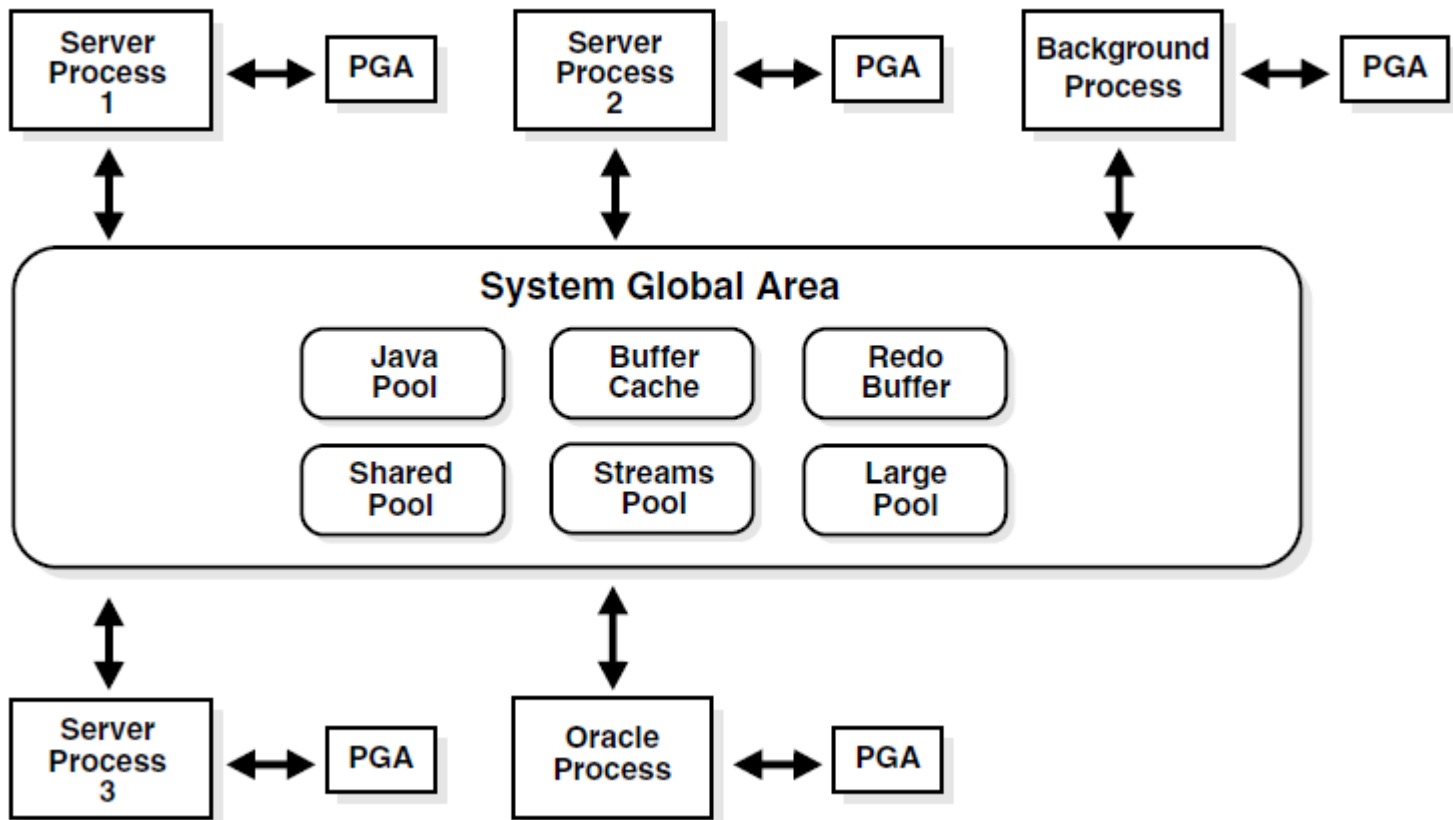 Server
Process
1
PGA
Server
Process
2
PGA
Background
Process
PGA
System Global Area
Java
Pool
Buffer
Cache
Redo
Buffer
Shared
Pool
Streams
Pool
Large
Pool
Server
Process
3
PGA
Oracle
Process
PGA